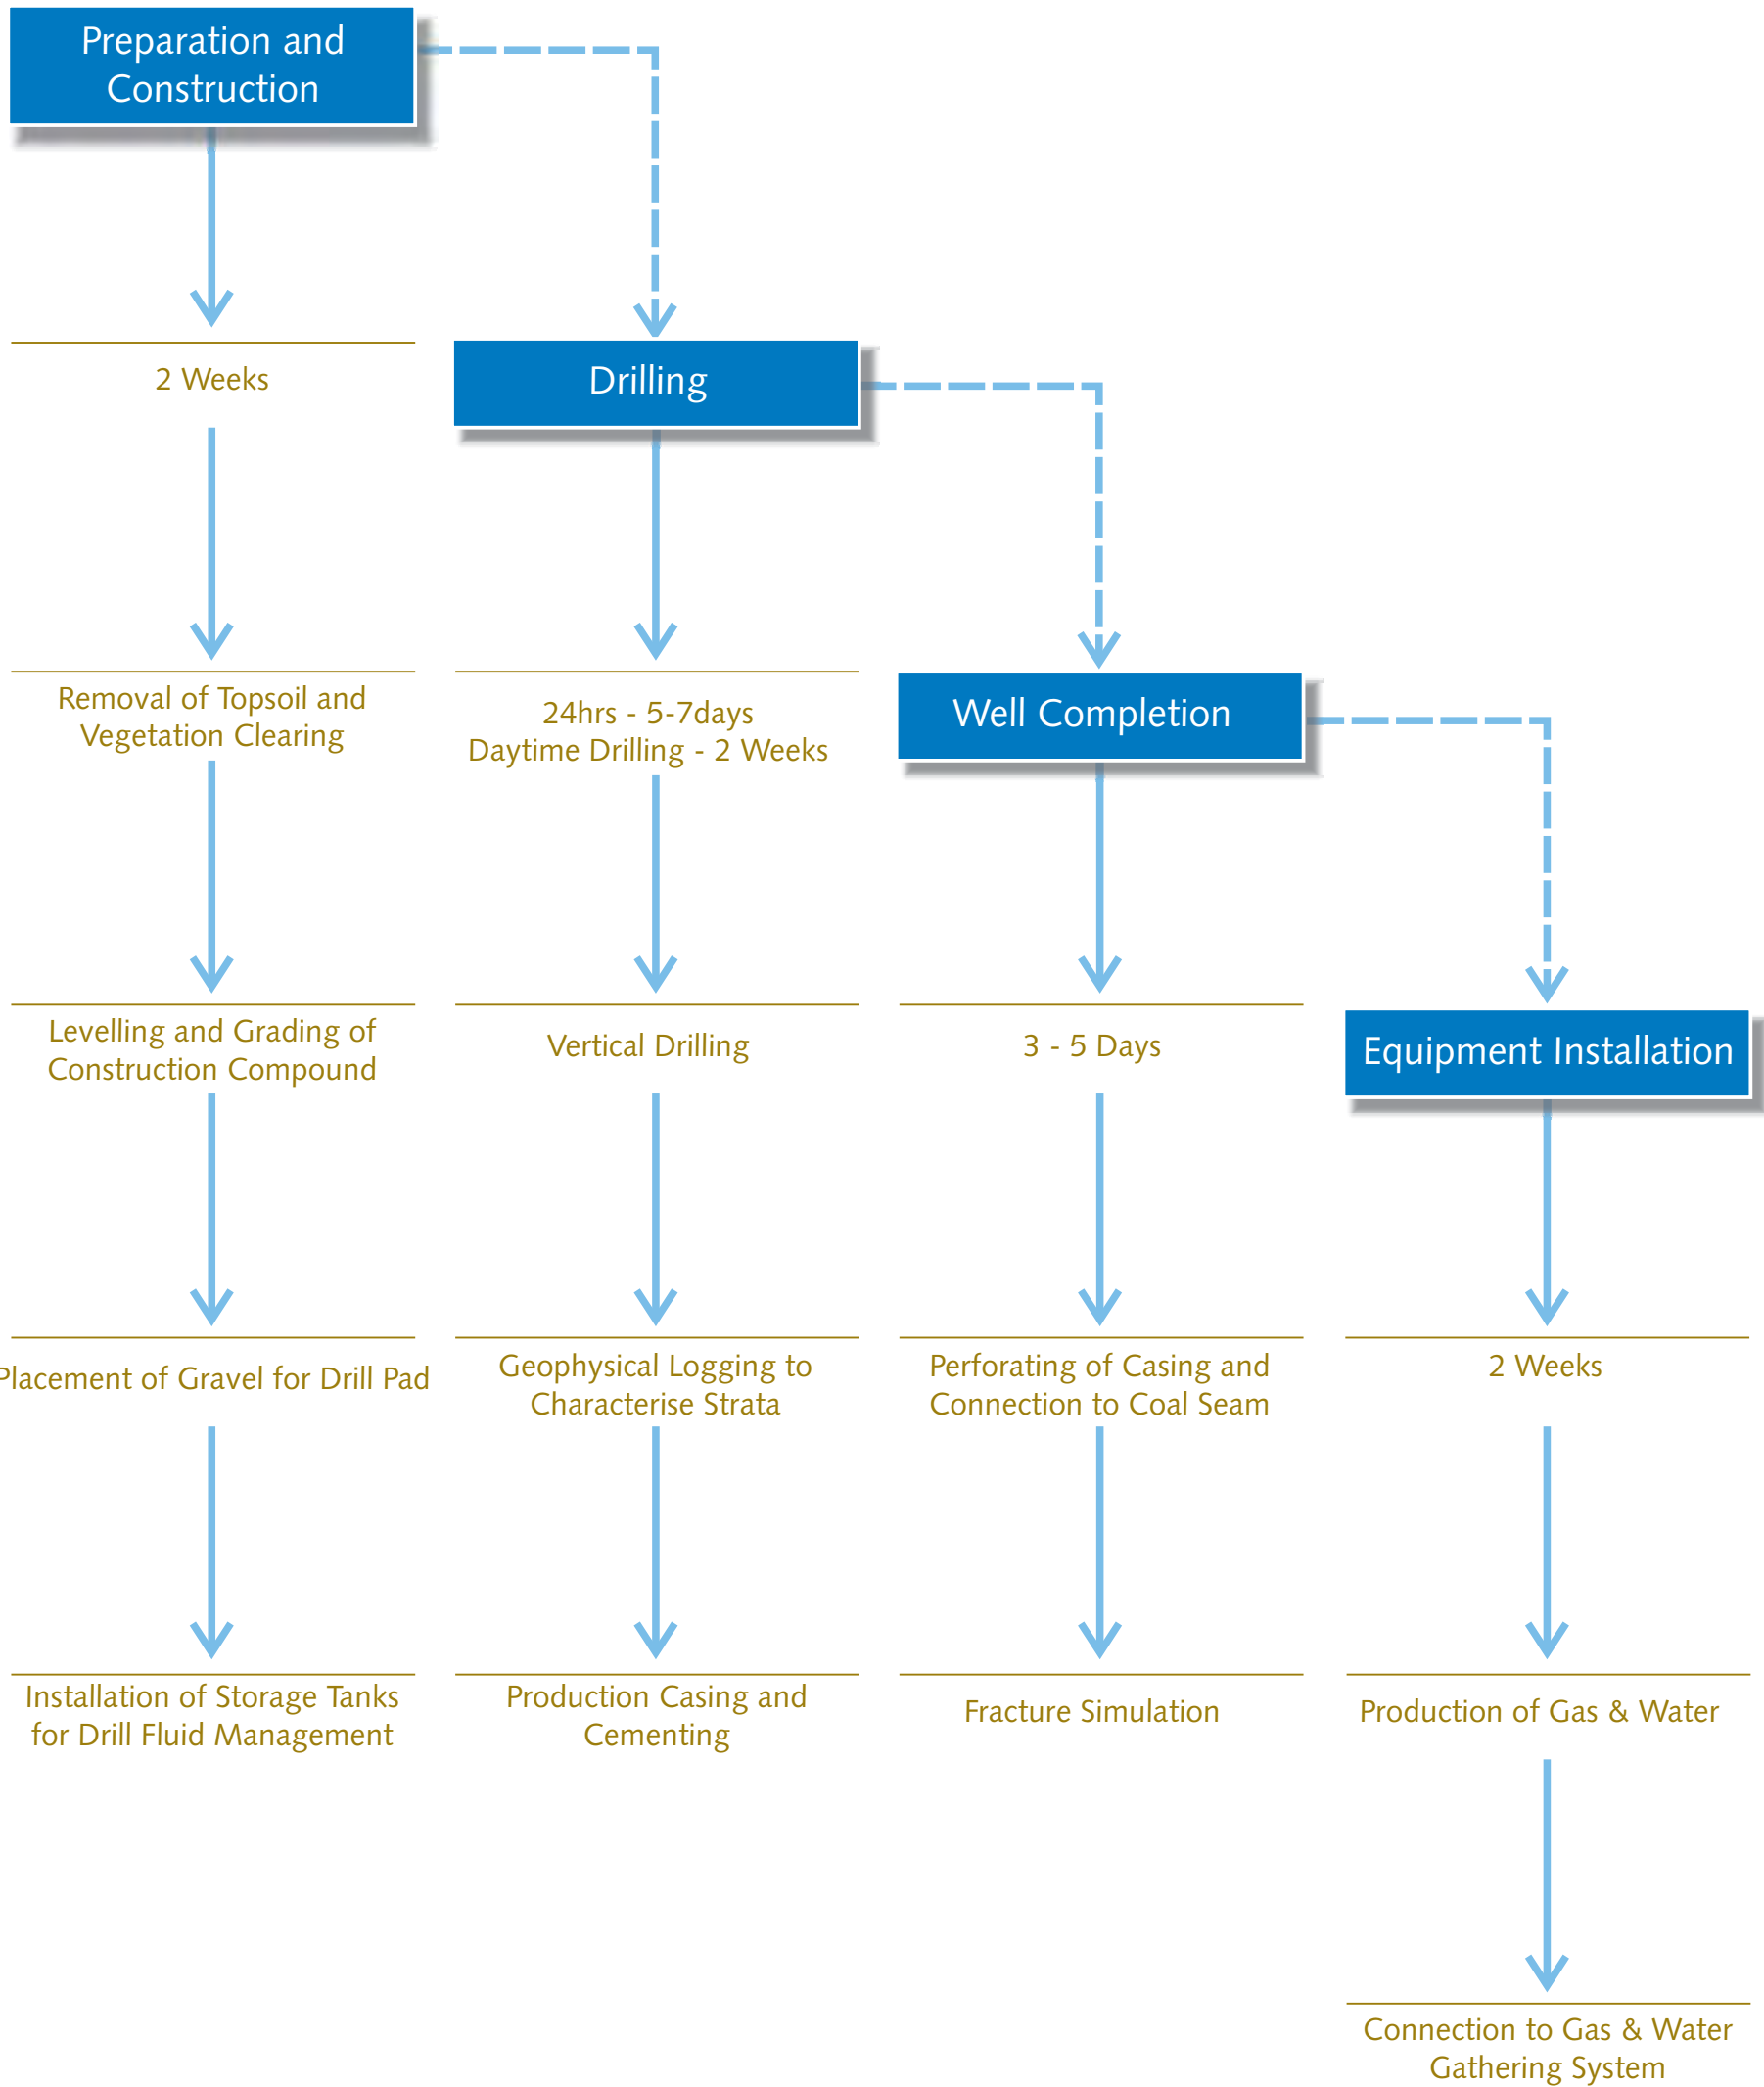 Preparation and
Construction
2 Weeks
Removal of Topsoil and
Vegetation Clearing
Levelling and Grading of
Construction Compound
Placement of Gravel for Drill Pad
Installation of Storage Tanks
for Drill Fluid Management
Drilling
24hrs - 5-7days
Daytime Drilling - 2 Weeks
Vertical Drilling
Geophysical Logging to
Characterise Strata
Production Casing and
Cementing
Well Completion
3 - 5 Days
Perforating of Casing and
Connection to Coal Seam
Fracture Simulation
Equipment Installation
2 Weeks
Production of Gas & Water
Connection to Gas & Water
Gathering System